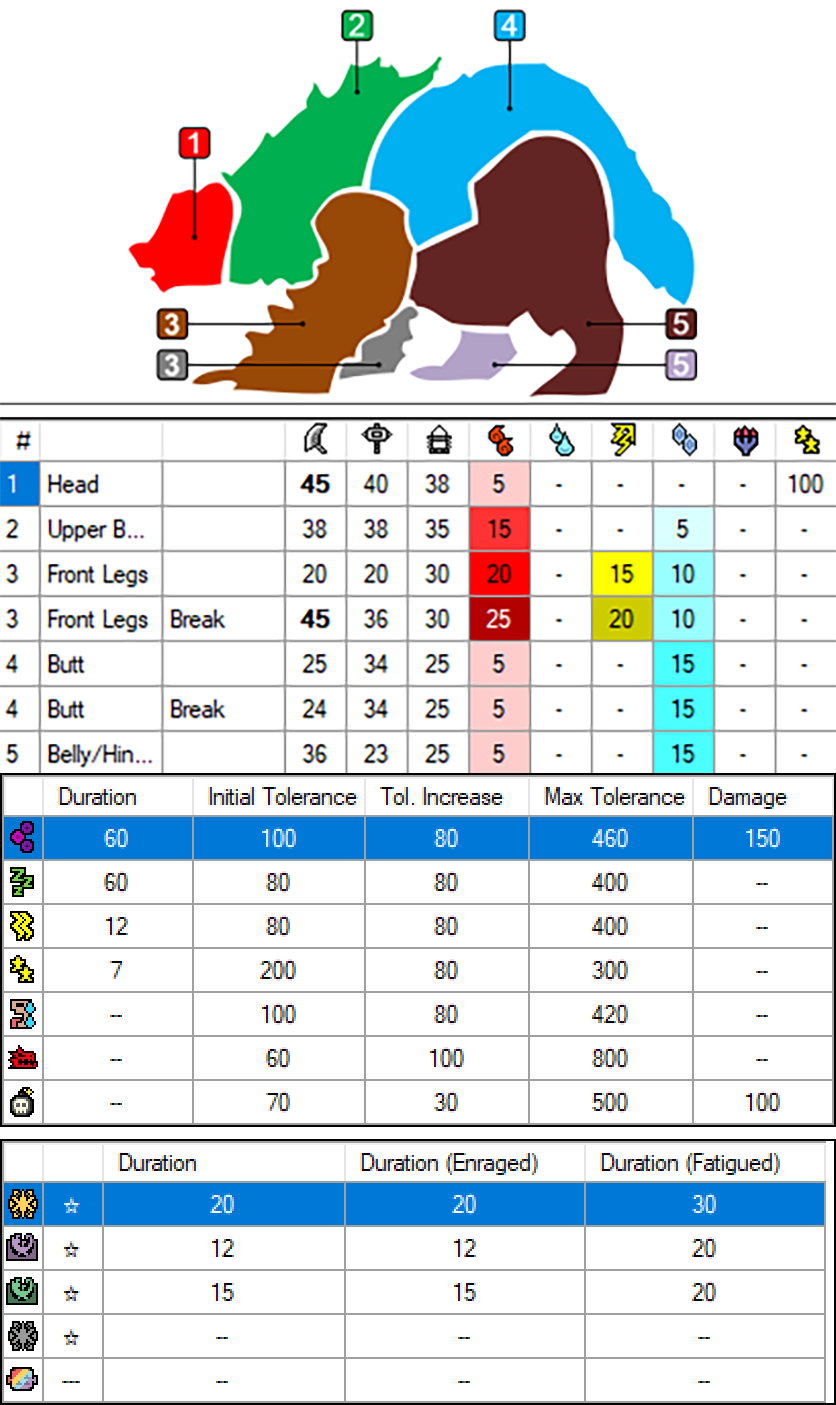 2
4
1
3
5
3
5
#
1 Head 45 40 38 5 - - - - 100
2 Upper B... 38 38 35 15 - - 5 - -
3 Front Legs 20 20 30 20 - 15 10 - -
3 Front Legs Break 45 36 30 25 - 20 10 - -
4 Butt 25 34 25 5 - - 15 - -
4 Butt Break 24 34 25 5 - - 15 - -
5 Belly/Hin... 36 23 25 5 - - 15 - -
Duration Initial Tolerance Tol. Increase Max Tolerance Damage
60 100 80 460 150
60 80 80 400 --
12 80 80 400 --
7 200 80 300 --
-- 100 80 420 --
-- 60 100 800 --
-- 70 30 500 100
Duration Duration (Enraged) Duration (Fatigued)
☆ 20 20 30
☆ 12 12 20
☆ 15 15 20
☆ -- -- --
--- -- -- --